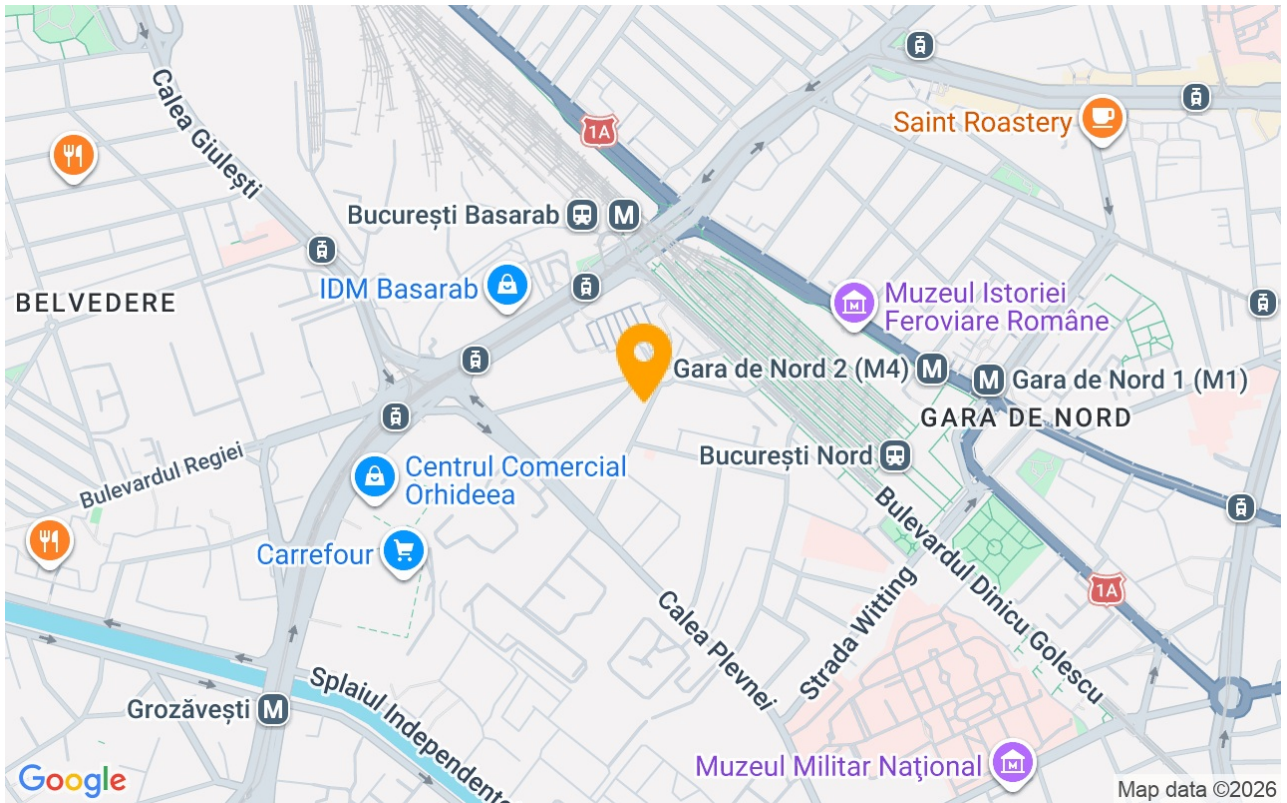 Calea Giulești
1A
Saint Roastery
București Basarab
M
IDM Basarab
BELVEDERE
Muzeul Istoriei
Feroviare Române
Gara de Nord 2 (M4)
M
M
Gara de Nord 1 (M1)
GARA DE NORD
București Nord
Bulevardul Regiei
Centrul Comercial
Orhideea
Carrefour
Bulevardul Dinicu Golescu
1A
Calea Plevnei
Strada Witting
Splaiul Independente
Grozăvești
M
Muzeul Militar Naţional
Google
Map data ©2026